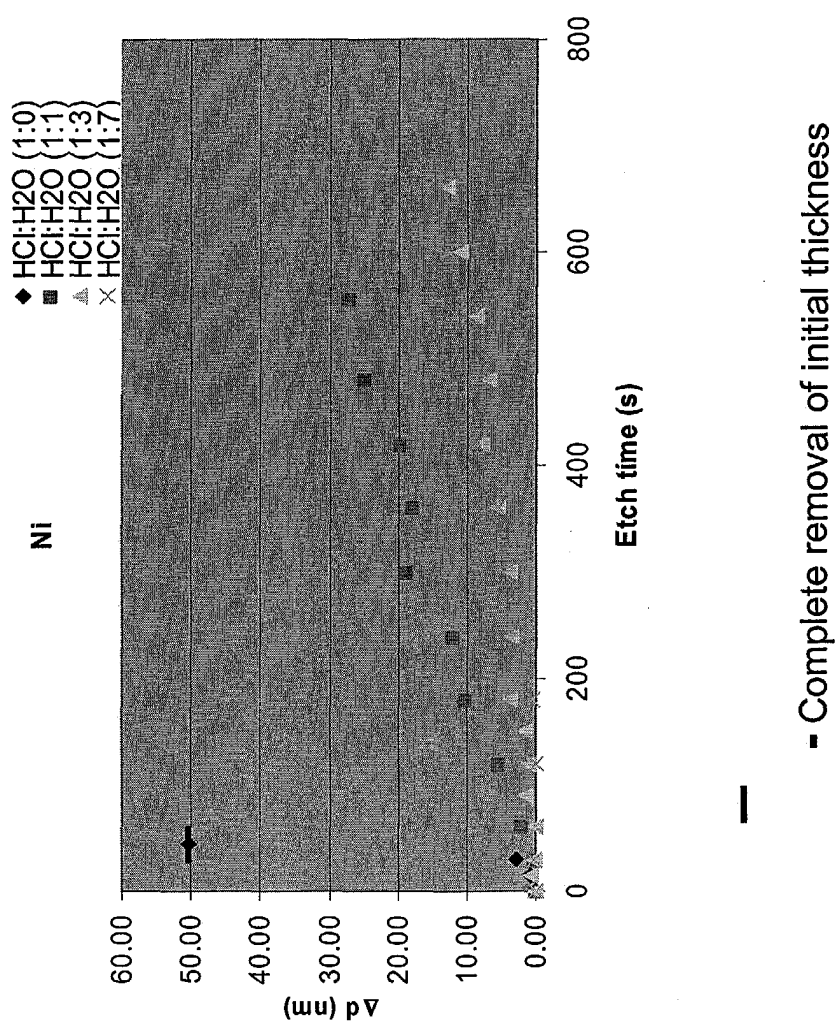 Ni
HCl:H2O (1:0)
HCl:H2O (1:1)
HCl:H2O (1:3)
HCl:H2O (1:7)
60.00
50.00
40.00
30.00
20.00
10.00
0.00
Δ d (nm)
0
200
400
600
800
Etch time (s)
- Complete removal of initial thickness